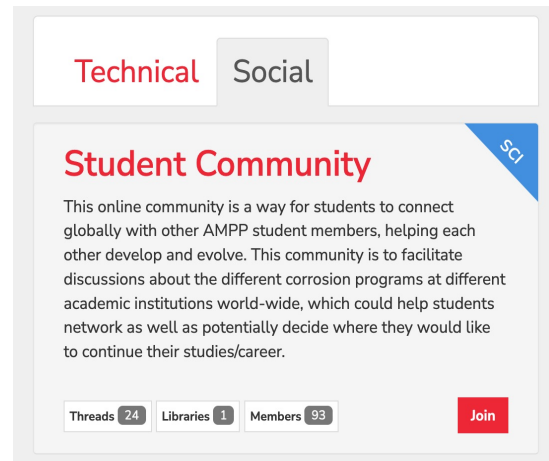 Technical Social
SCI
Student Community
This online community is a way for students to connect
globally with other AMPP student members, helping each
other develop and evolve. This community is to facilitate
discussions about the different corrosion programs at different
academic institutions world-wide, which could help students
network as well as potentially decide where they would like
to continue their studies/career.
Threads 24 Libraries 1 Members 93 Join